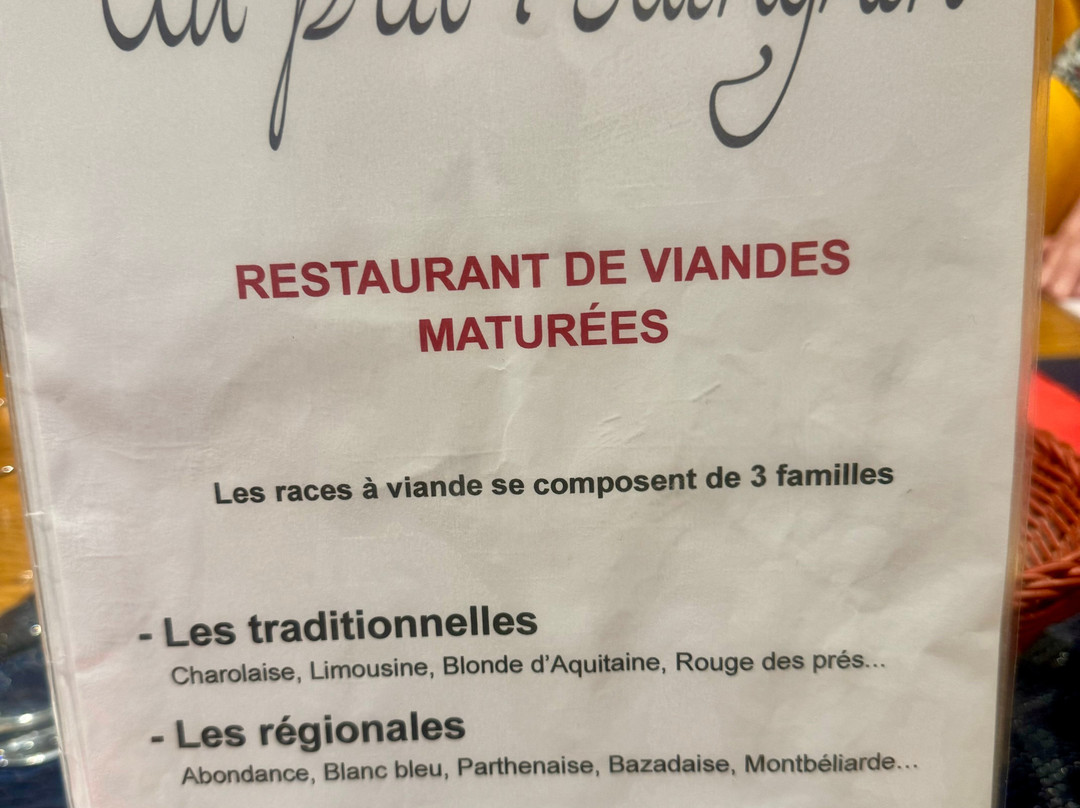 RESTAURANT DE VIANDES
MATURÉES
Les races à viande se composent de 3 familles
- Les traditionnelles
Charolaise, Limousine, Blonde d'Aquitaine, Rouge des prés...
- Les régionales
Abondance, Blanc bleu, Parthenaise, Bazadaise, Montbéliarde...